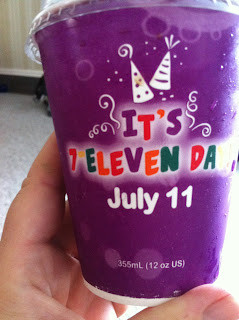 IT'S
7-ELEVEN DAY!
July 11
355mL (12 oz US)